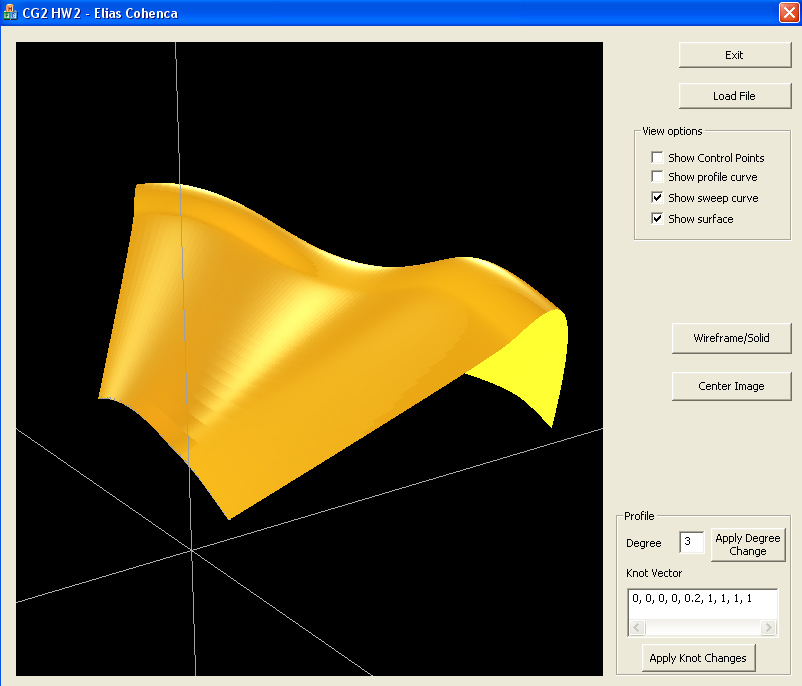 CG2 HW2 - Elias Cohenca
Exit
Load File
View options
Show Control Points
Show profile curve
Show sweep curve
Show surface
Wireframe/Solid
Center Image
Profile
Degree
3
Apply Degree
Change
Knot Vector
0, 0, 0, 0, 0.2, 1, 1, 1, 1
Apply Knot Changes